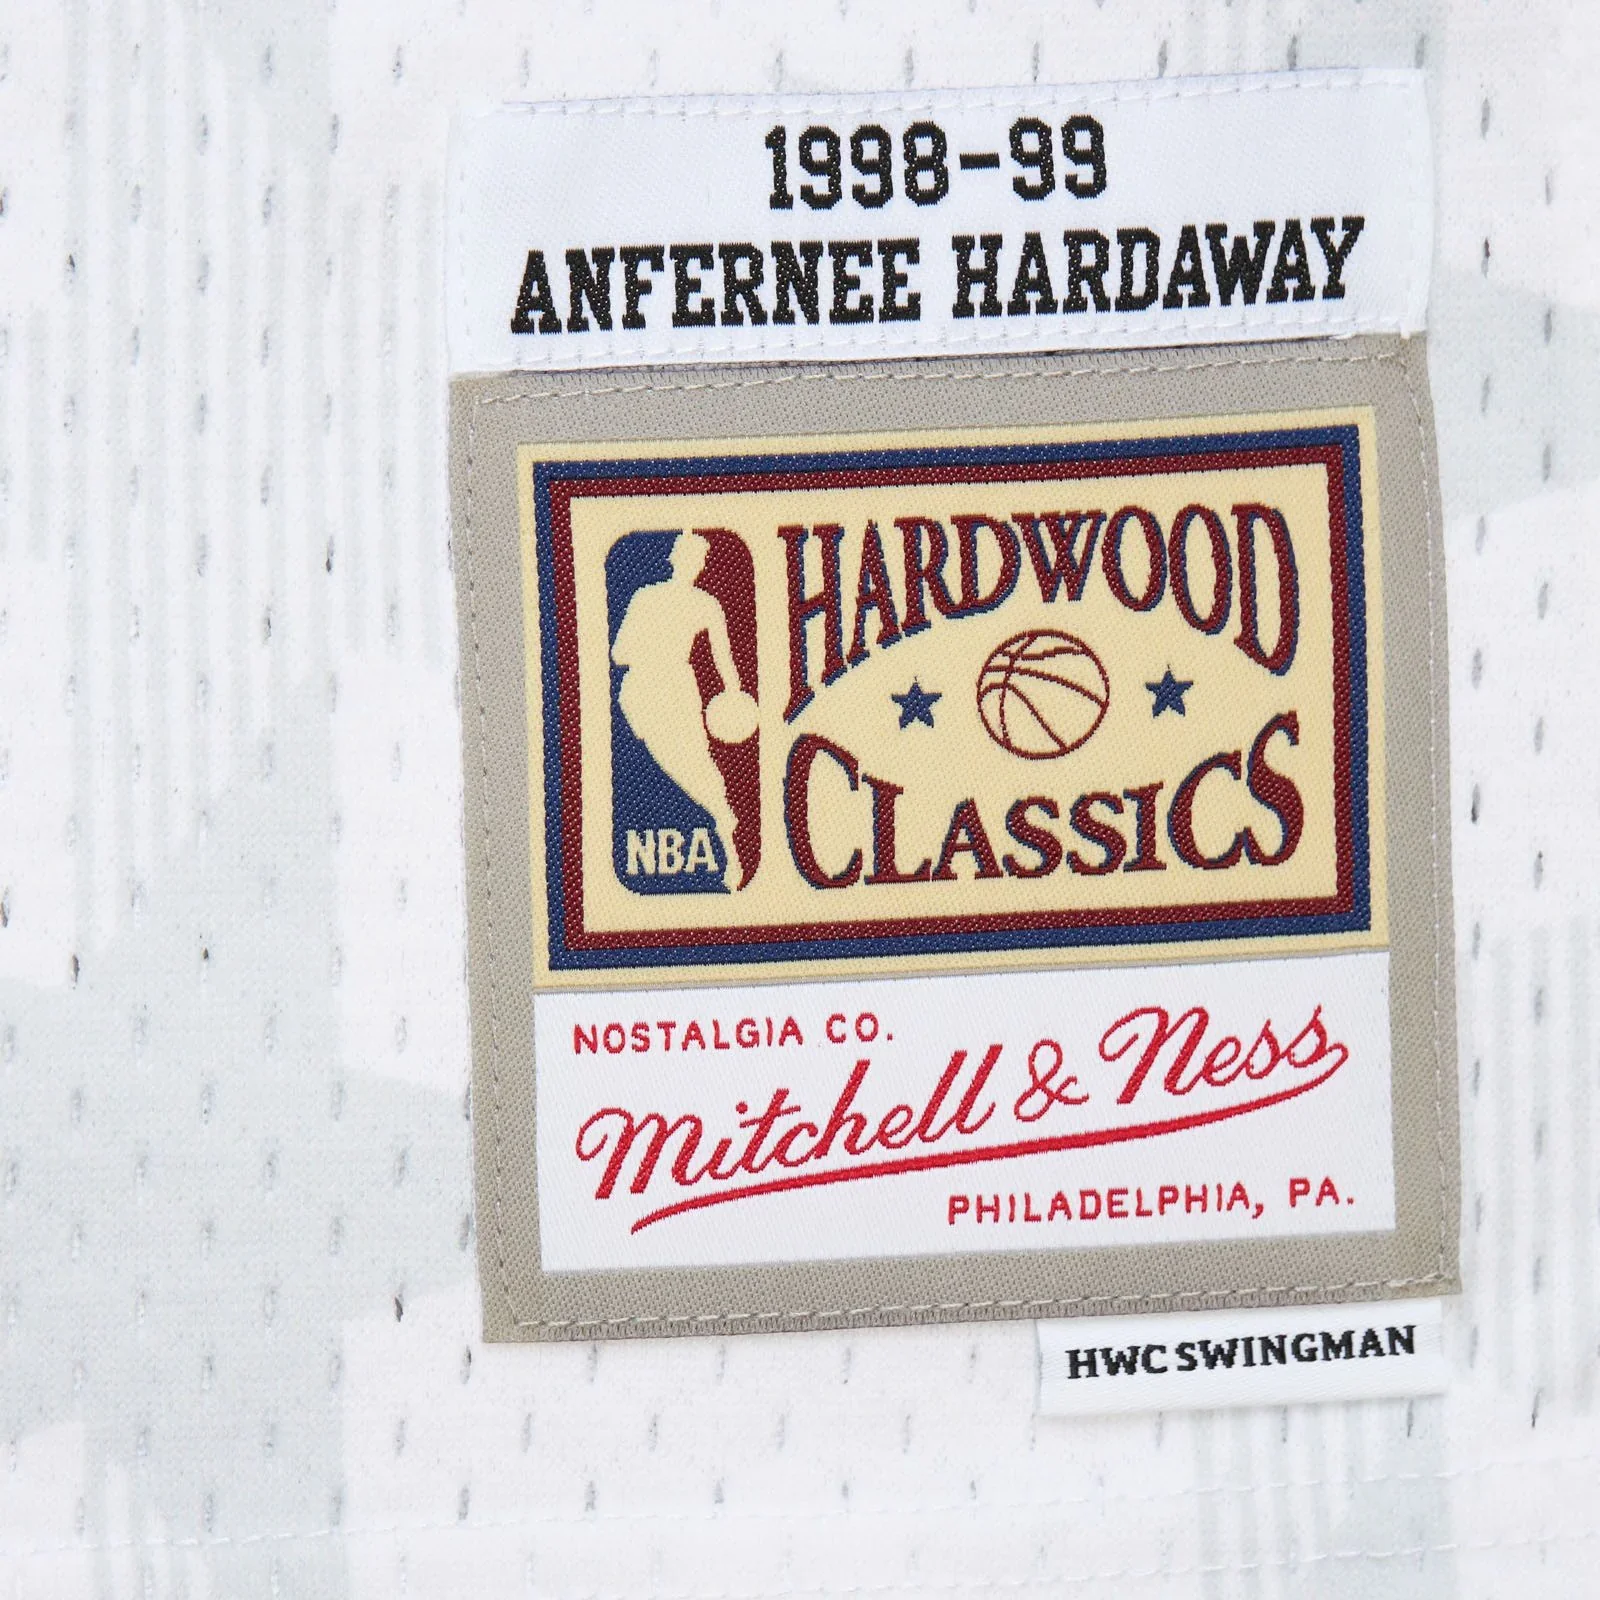 1998-99
ANFERNEE HARDAWAY
HARDWOOD
CLASSICS
NBA
NOSTALGIA CO.
Mitchell & Ness
PHILADELPHIA, PA.
HWC SWINGMAN